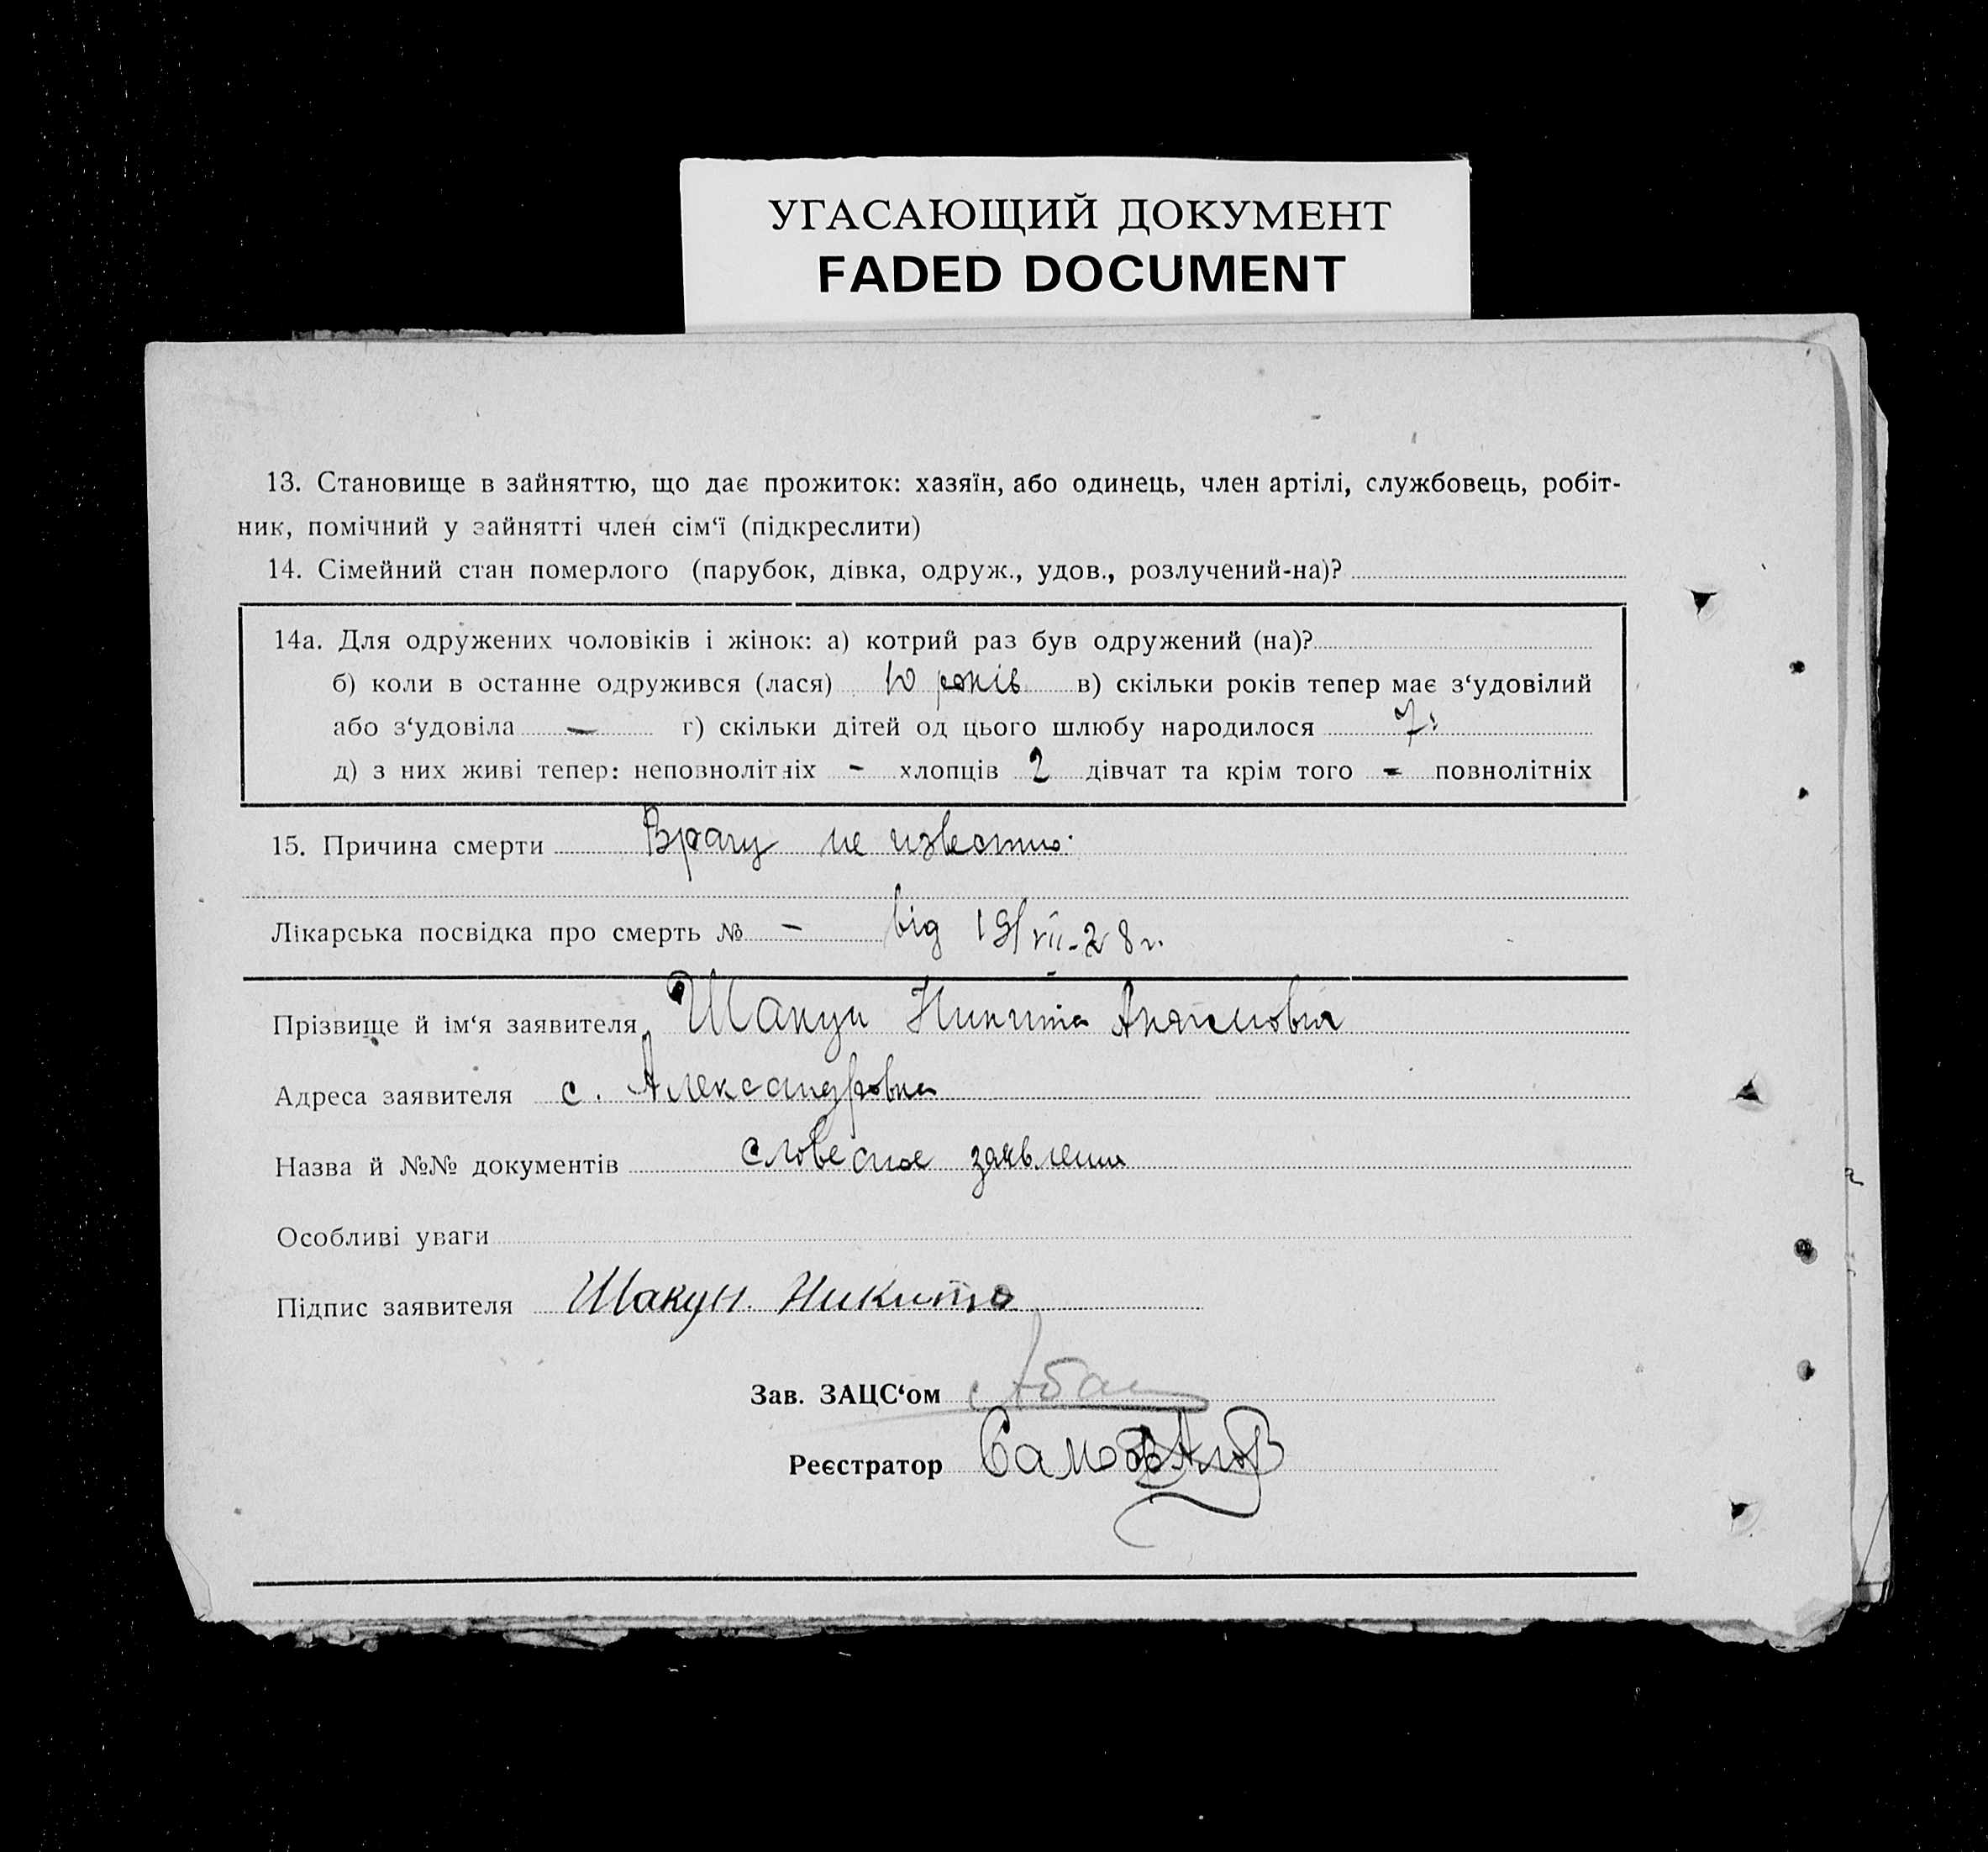 УГАСАЮЩИЙ ДОКУМЕНТ
FADED DOCUMENT
13. Становище в зайняттю, що дає прожиток: хазяїн, або одинець, член артілі, службовець, робіт-
ник, помічний у зайнятті член сім‘ї (підкреслити)
14. Сімейний стан померлого (парубок, дівка, одруж., удов., розлучений-на)?
14а. Для одружених чоловіків і жінок: а) котрий раз був одружений (на)?
б) коли в останне одружився (лася) 10 років в) скільки років тепер має з‘удовілий
або з‘удовіла — г) скільки дітей од цього шлюбу народилося 7
д) з них живі тепер: неповнолітніх - хлопців 2 дівчат та крім того - повнолітніх
15. Причина смерти Врачу не известно
Лікарська посвідка про смерть № - від 19/VII-28 г.
Прізвище й ім‘я заявителя Шакун Никита
Адреса заявителя с. Александровка
Назва й №№ документів словесное заявление
Особливі уваги
Підпис заявителя Шакун Никита
Зав. ЗАЦС‘ом
Реєстратор